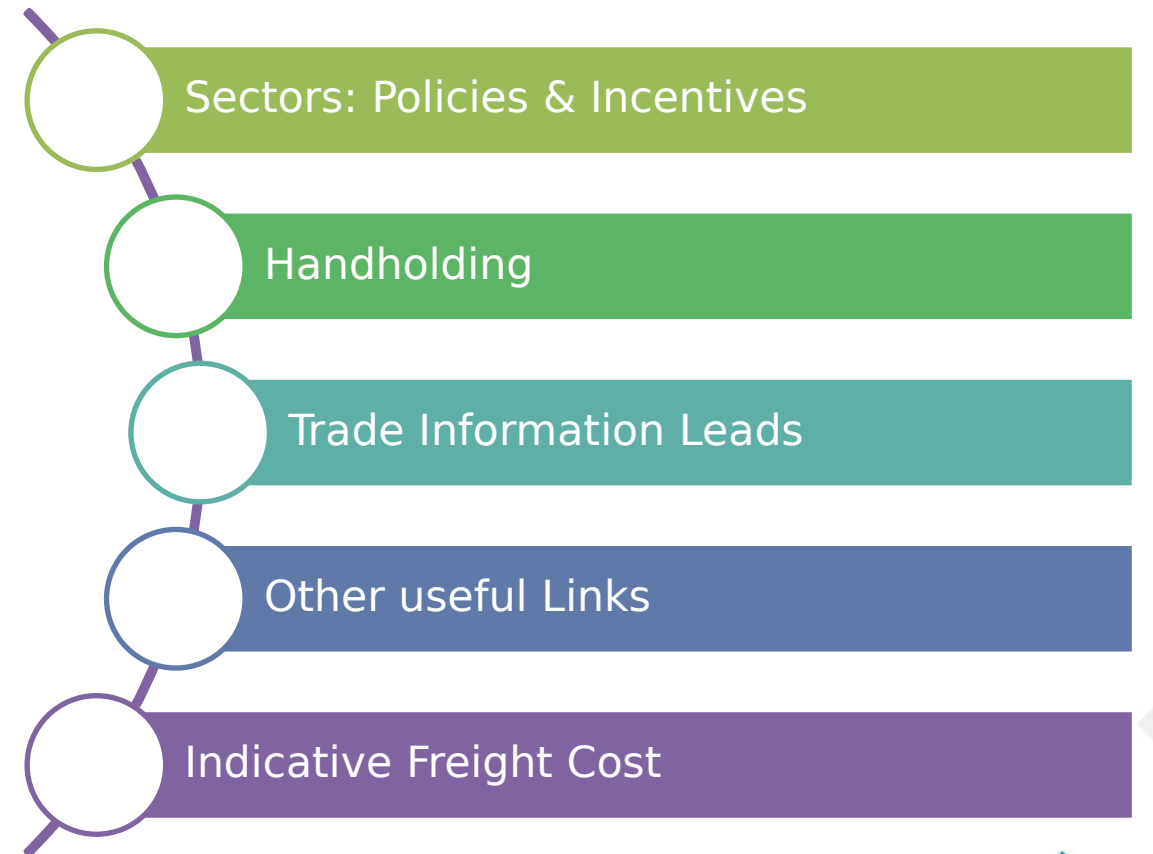 Sectors: Policies & Incentives
Handholding
Trade Information Leads
Other useful Links
Indicative Freight Cost